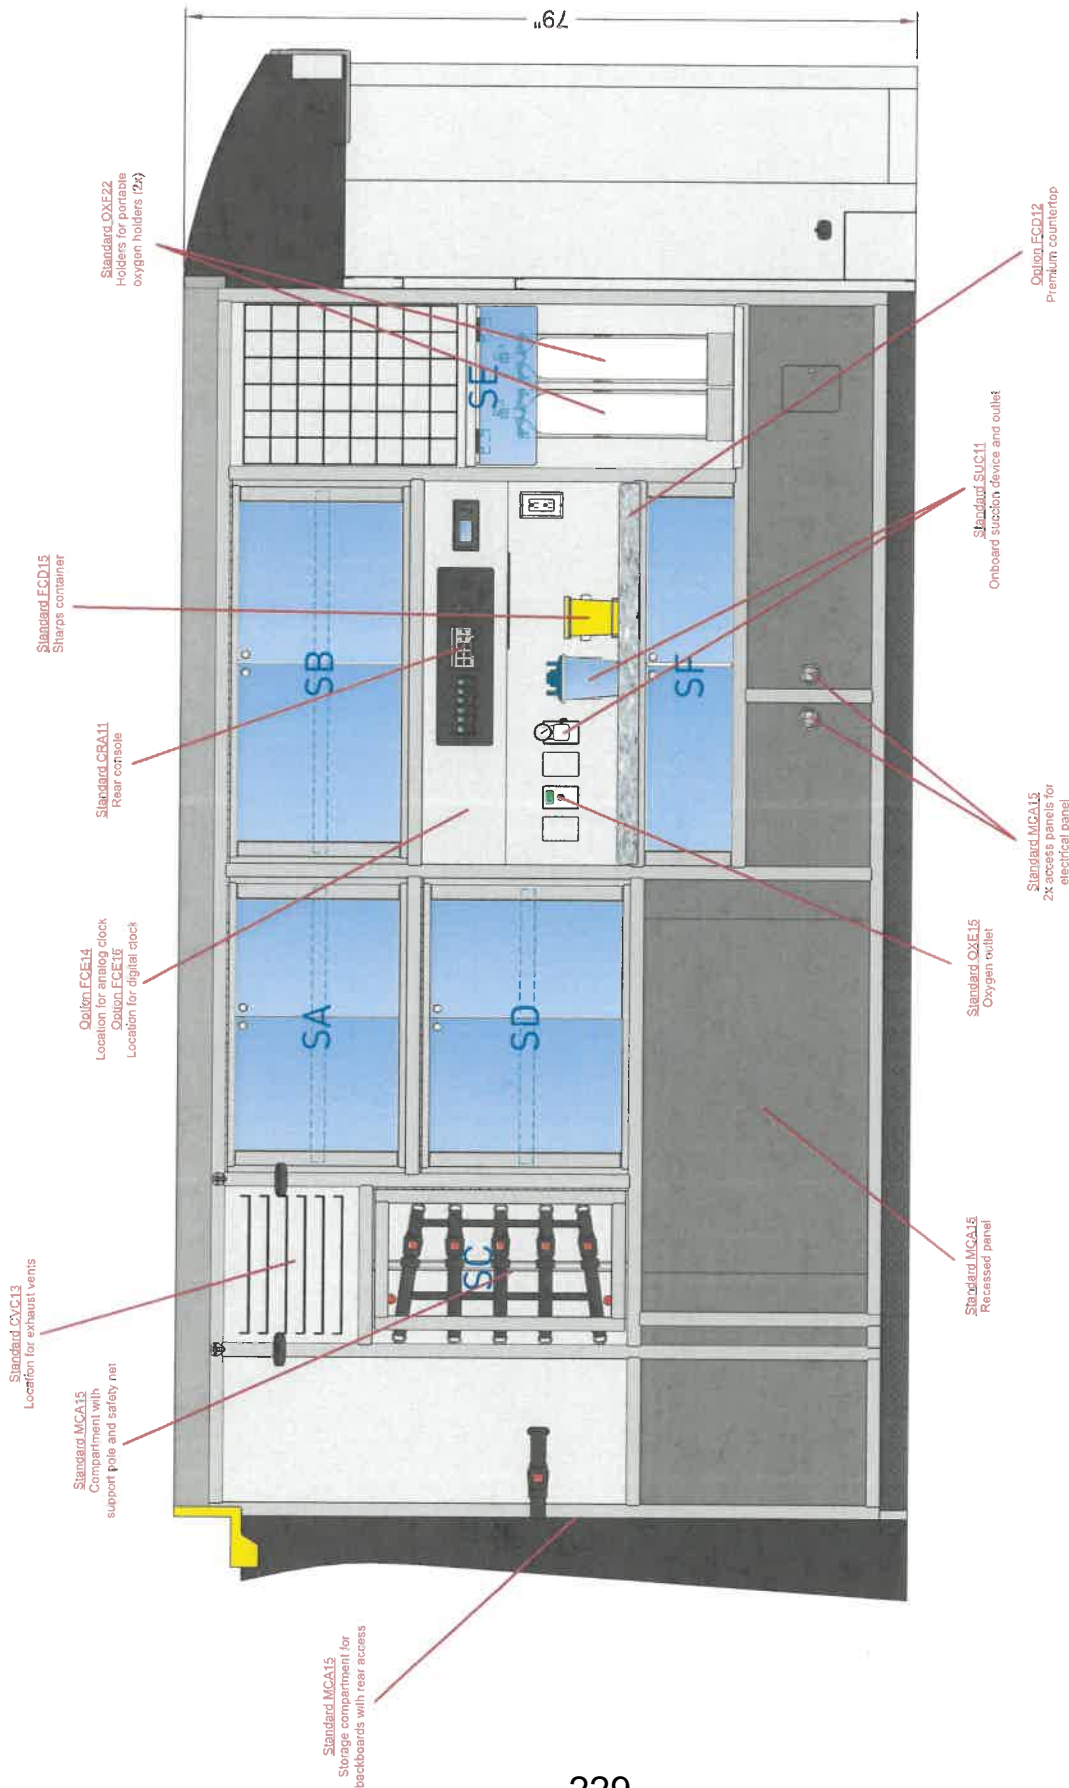 79"
Standard OXF22
Holders for portable
oxygen holders (2x)
Standard FCD15
Sharps container
Standard CRA11
Rear console
Option FCE14
Location for analog clock
Option FCE16
Location for digital clock
Standard CVC13
Location for exhaust vents
Standard MCA15
Compartment with
support pole and safety net
Standard MCA15
Storage compartment for
backboards with rear access
SA
SB
SC
SD
SE
SF
Option FCD12
Premium countertop
Standard SUC11
Onboard succion device and outlet
Standard MCA15
2x access panels for
electrical panel
Standard OXE15
Oxygen outlet
Standard MCA15
Recessed panel
229